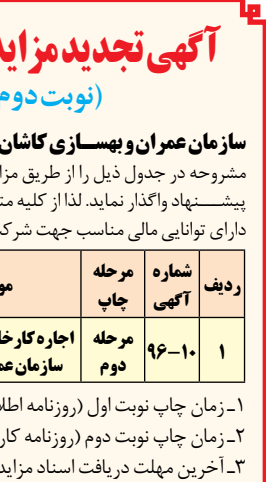 آگهی تجدید مزاید
(نوبت دوم
سازمان عمران و بهسازی کاشان
مشروحه در جدول ذیل را از طریق مزا
پیشنهاد واگذار نماید. لذا از کلیه مت
دارای توانایی مالی مناسب جهت شرک
ردیف شماره آگهی مرحله چاپ مو
۱ ۹۶-۱۰ مرحله دوم اجاره کارخا سازمان عم
۱ـ زمان چاپ نوبت اول (روزنامه اطلا
۲ـ زمان چاپ نوبت دوم (روزنامه کار
۳ـ آخرین مهلت دریافت اسناد مزاید